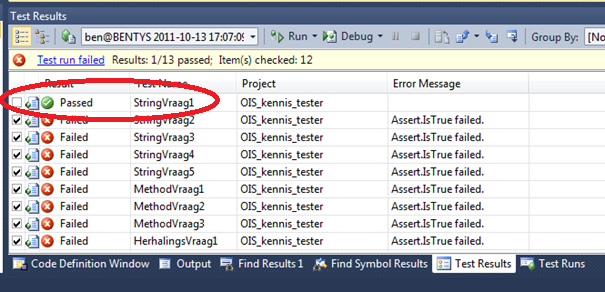 Test Results
ben@BENTYS 2011-10-13 17:07:09 Run Debug Group By: [No
Test run failed Results: 1/13 passed; Item(s) checked: 12
Result Test Name Project Error Message
Passed StringVraag1 OIS_kennis_tester
Failed StringVraag2 OIS_kennis_tester Assert.IsTrue failed.
Failed StringVraag3 OIS_kennis_tester Assert.IsTrue failed.
Failed StringVraag4 OIS_kennis_tester Assert.IsTrue failed.
Failed StringVraag5 OIS_kennis_tester Assert.IsTrue failed.
Failed MethodVraag1 OIS_kennis_tester Assert.IsTrue failed.
Failed MethodVraag2 OIS_kennis_tester Assert.IsTrue failed.
Failed MethodVraag3 OIS_kennis_tester Assert.IsTrue failed.
Failed HerhalingsVraag1 OIS_kennis_tester Assert.IsTrue failed.
Code Definition Window Output Find Results 1 Find Symbol Results Test Results Test Runs